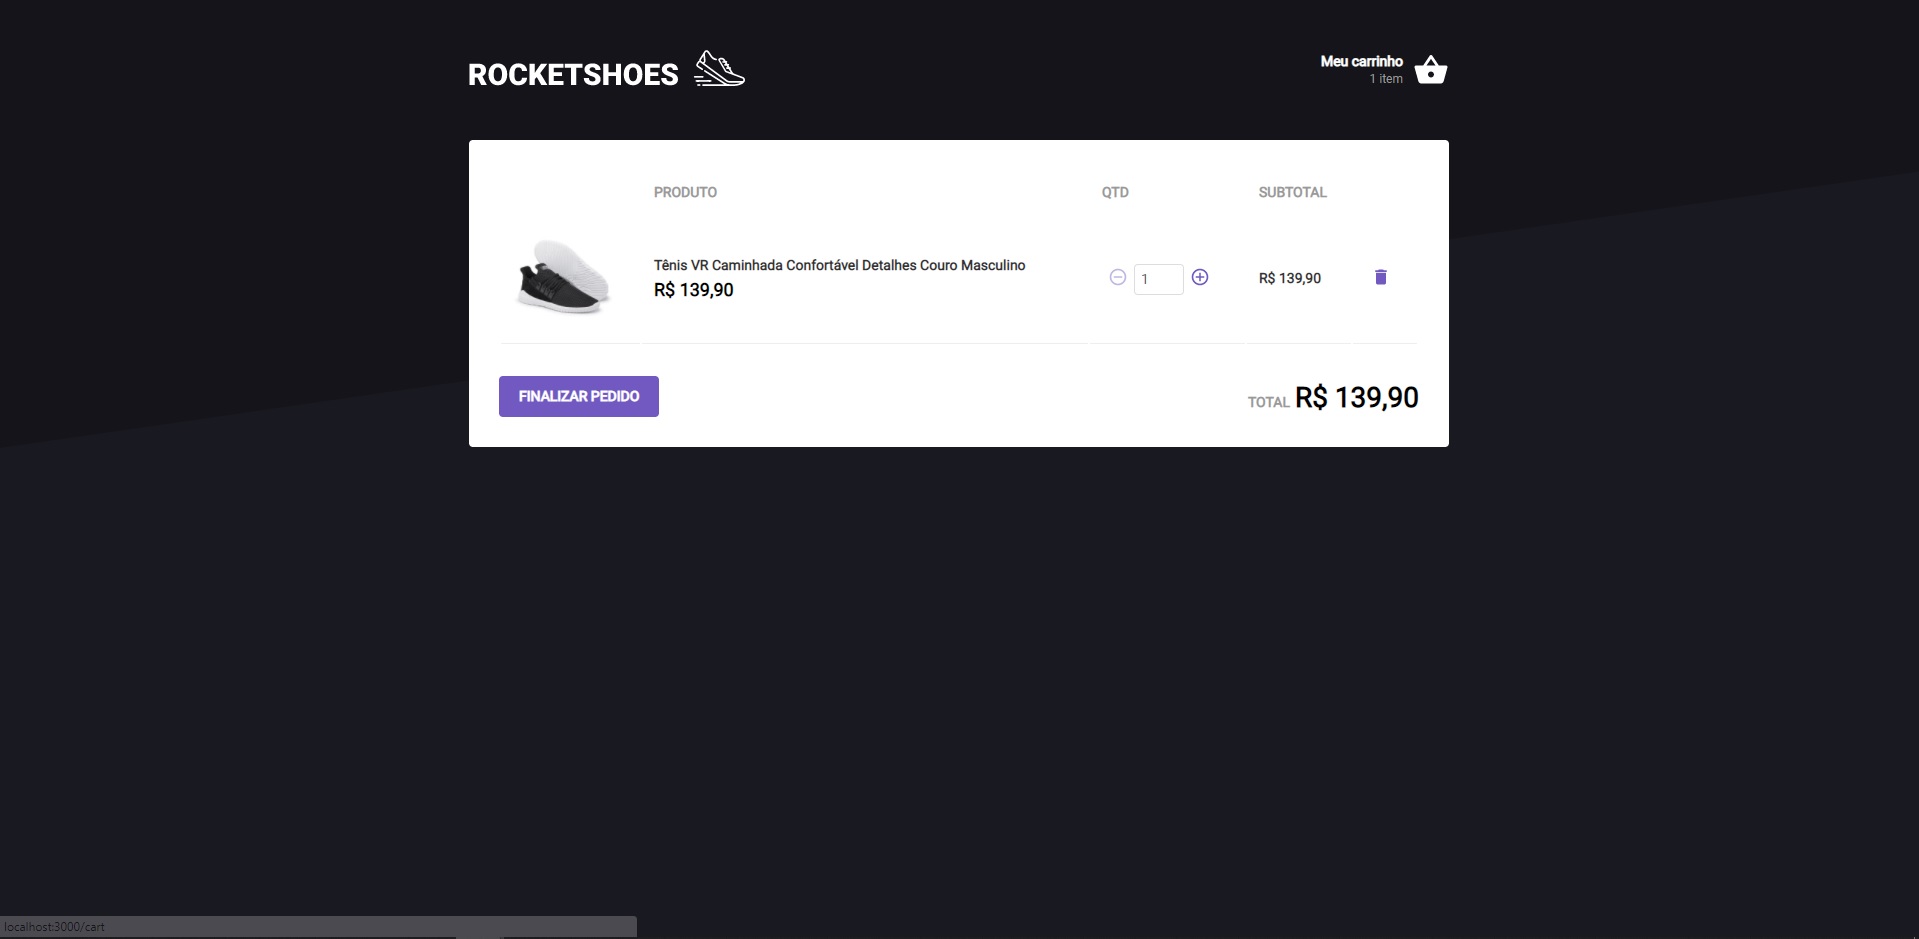 ROCKETSHOES
Meu carrinho
1 item
PRODUTO QTD SUBTOTAL
Tênis VR Caminhada Confortável Detalhes Couro Masculino
R$ 139,90
1
R$ 139,90
FINALIZAR PEDIDO
TOTAL R$ 139,90
localhost:3000/cart